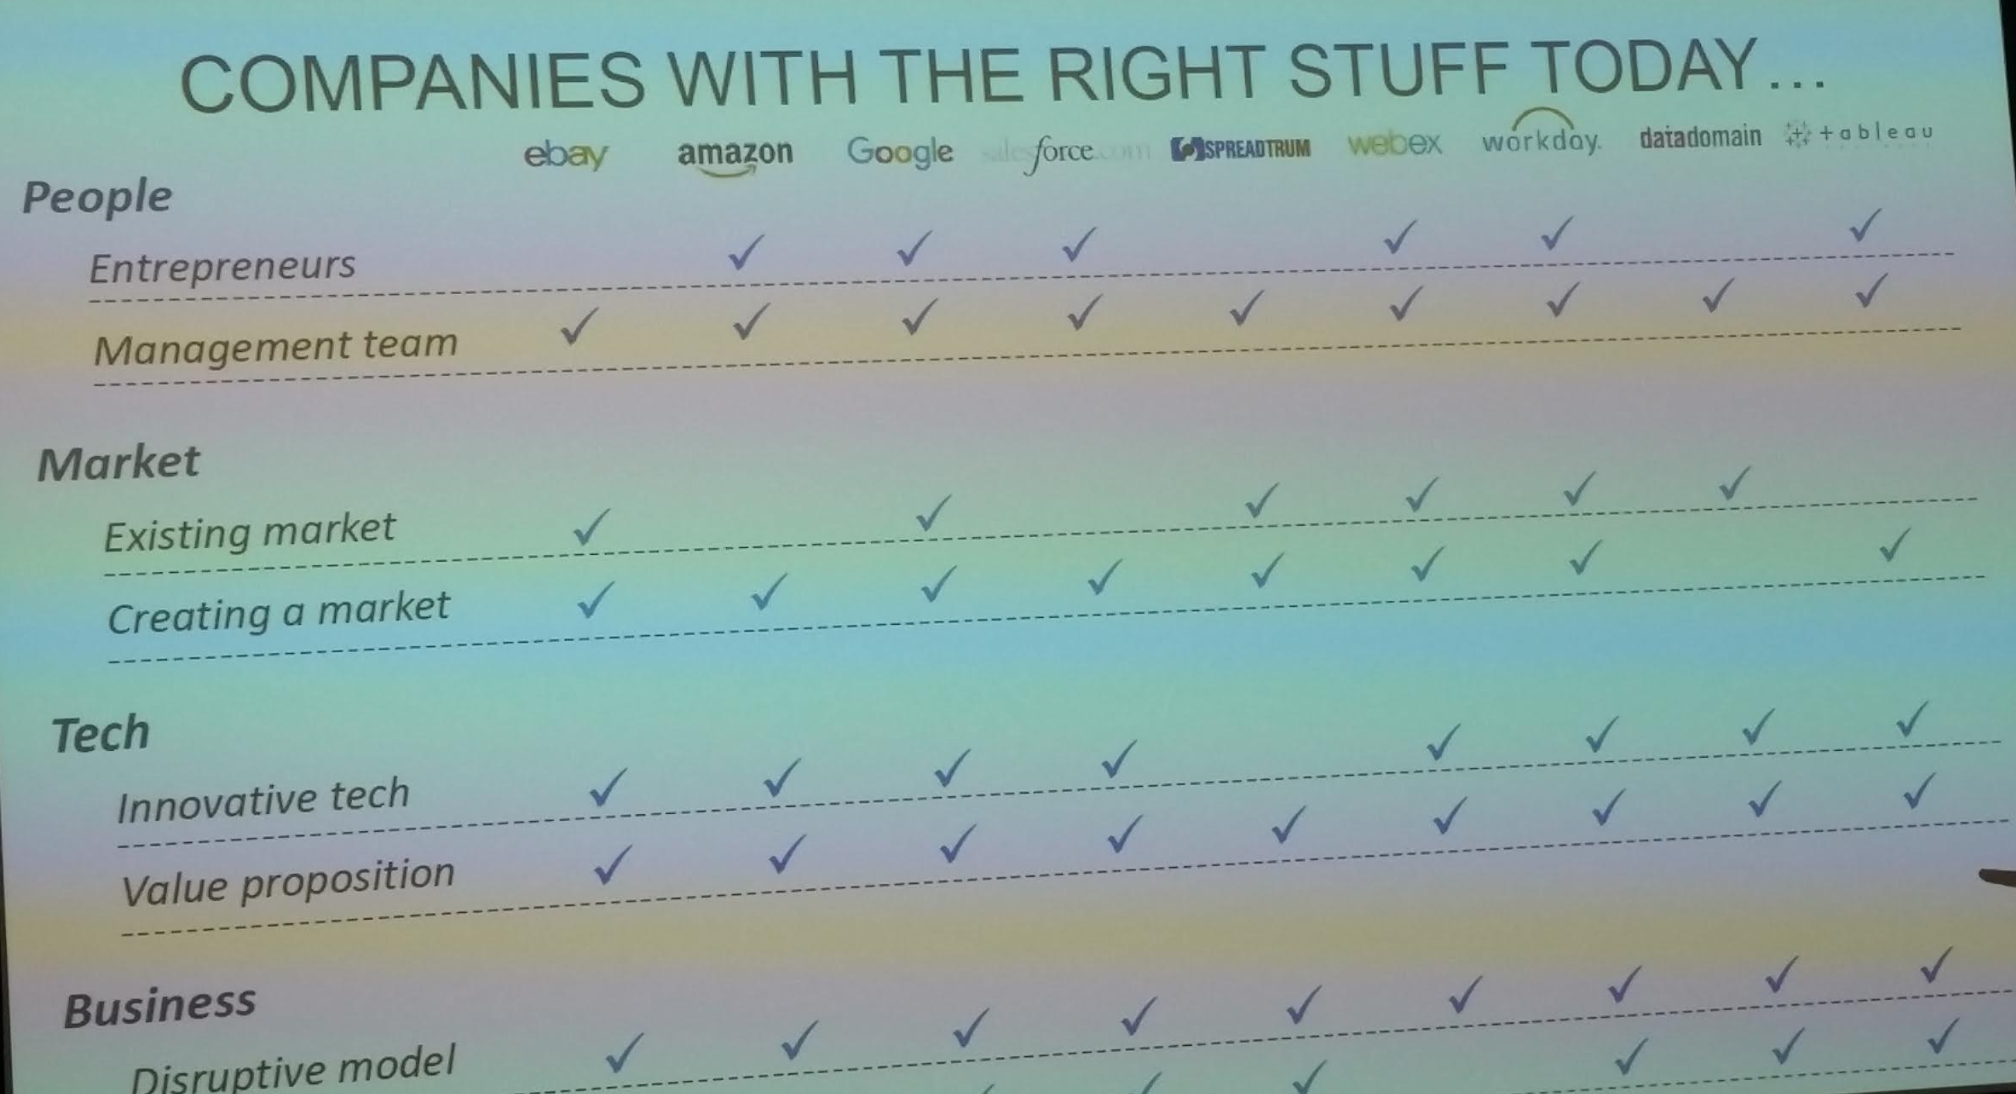 COMPANIES WITH THE RIGHT STUFF TODAY...
ebay amazon Google salesforce.com SPREADTRUM webex workday. datadomain +ableau
People
Entrepreneurs ✓ ✓ ✓ ✓ ✓ ✓
Management team ✓ ✓ ✓ ✓ ✓ ✓ ✓ ✓ ✓
Market
Existing market ✓ ✓ ✓ ✓ ✓ ✓
Creating a market ✓ ✓ ✓ ✓ ✓ ✓ ✓ ✓
Tech
Innovative tech ✓ ✓ ✓ ✓ ✓ ✓ ✓ ✓
Value proposition ✓ ✓ ✓ ✓ ✓ ✓ ✓ ✓ ✓
Business
Disruptive model ✓ ✓ ✓ ✓ ✓ ✓ ✓ ✓ ✓